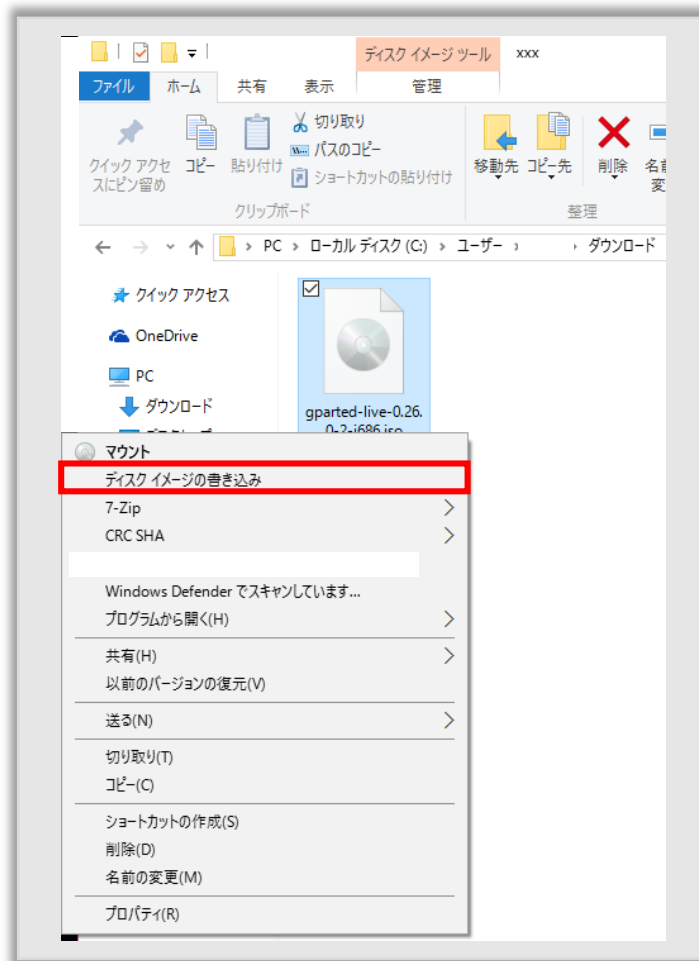 ディスク イメージ ツール xxx
ファイル ホーム 共有 表示 管理
クイック アクセスにピン留め
コピー
貼り付け
切り取り
パスのコピー
ショートカットの貼り付け
移動先
コピー先
削除
クリップボード
整理
PC › ローカル ディスク (C:) › ユーザー › › ダウンロード
クイック アクセス
OneDrive
PC
ダウンロード
gparted-live-0.26.
0-2-i686.iso
マウント
ディスク イメージの書き込み
7-Zip
CRC SHA
Windows Defender でスキャンしています...
プログラムから開く(H)
共有(H)
以前のバージョンの復元(V)
送る(N)
切り取り(T)
コピー(C)
ショートカットの作成(S)
削除(D)
名前の変更(M)
プロパティ(R)